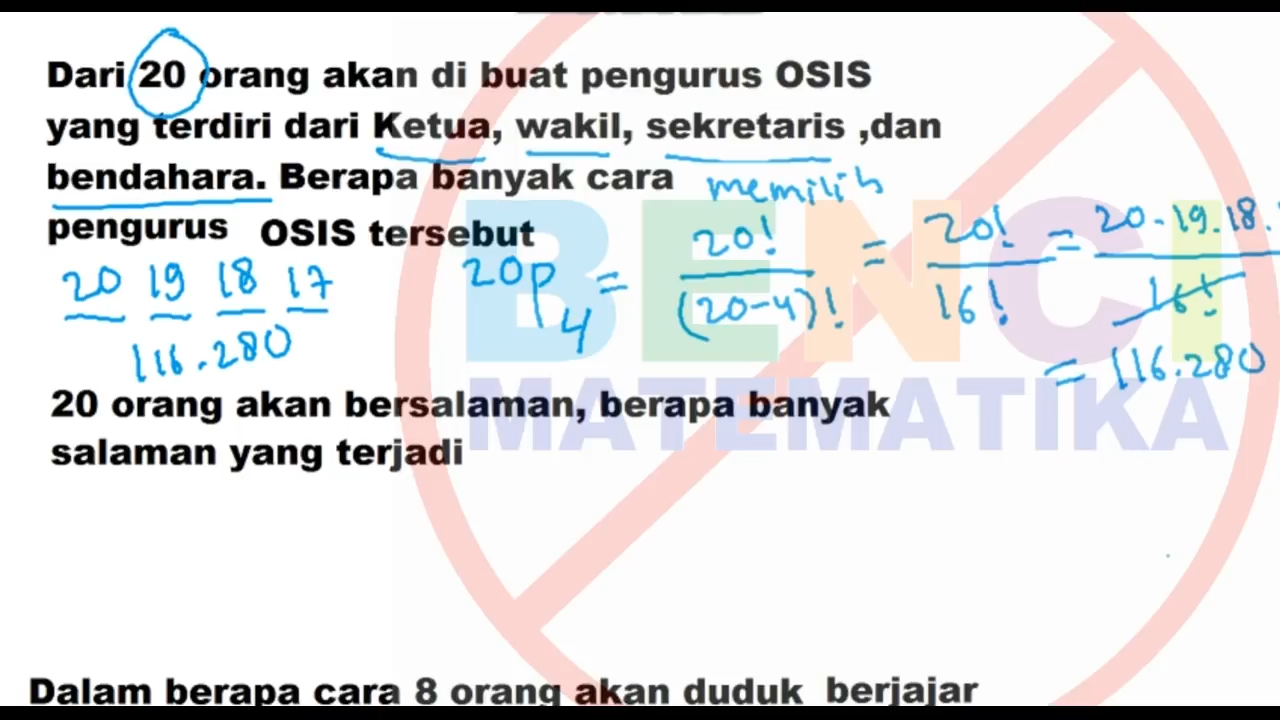 Dari 20 orang akan di buat pengurus OSIS
yang terdiri dari Ketua, wakil, sekretaris ,dan
bendahara. Berapa banyak cara memilih
pengurus OSIS tersebut
20 19 18 17
116.280
20P4 = 20! / (20-4)! = 20! / 16! = 20.19.18. / 16!
= 116.280
BENCI
MATEMATIKA
20 orang akan bersalaman, berapa banyak
salaman yang terjadi
Dalam berapa cara 8 orang akan duduk berjajar